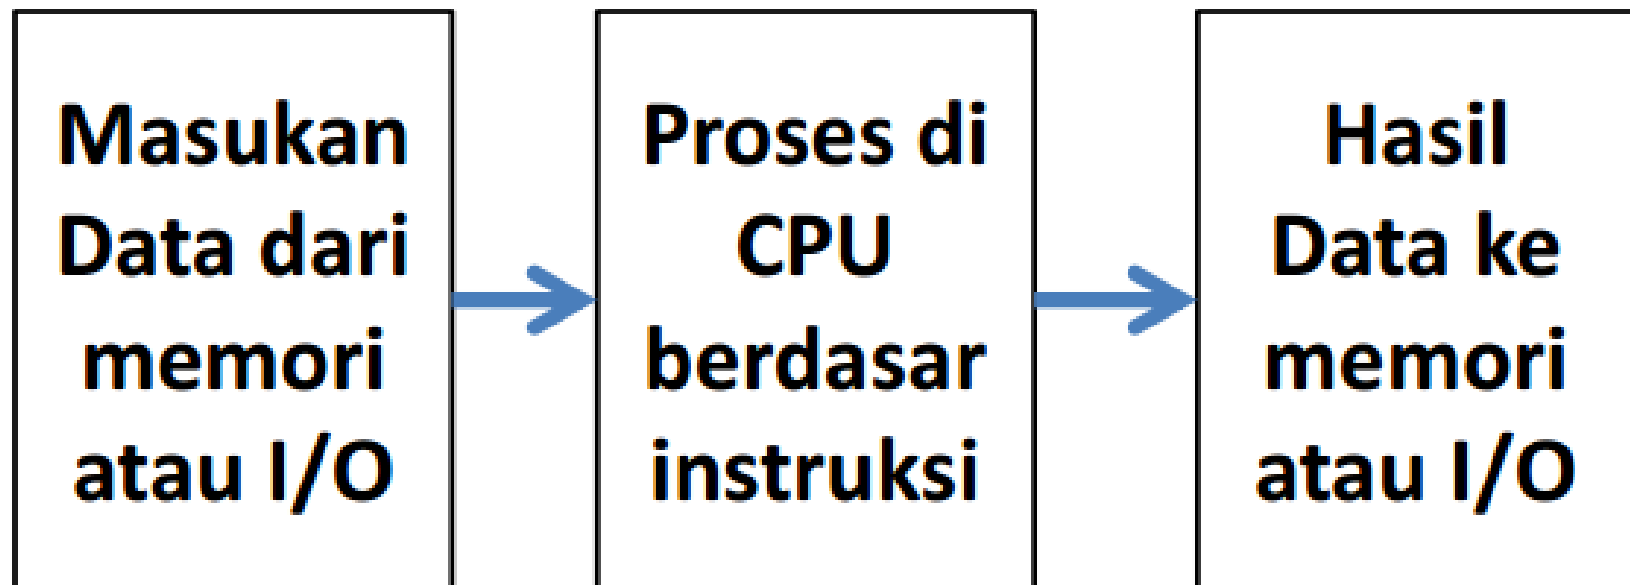 Masukan
Data dari
memori
atau I/O
Proses di
CPU
berdasar
instruksi
Hasil
Data ke
memori
atau I/O